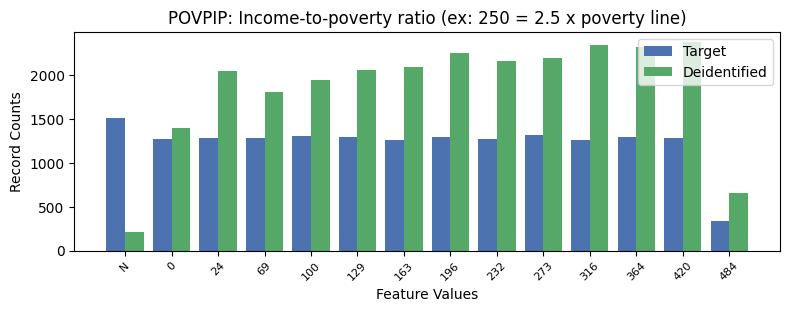 POVPIP: Income-to-poverty ratio (ex: 250 = 2.5 x poverty line)
Target
Deidentified
Record Counts
2000
1500
1000
500
0
N 0 24 69 100 129 163 196 232 273 316 364 420 484
Feature Values